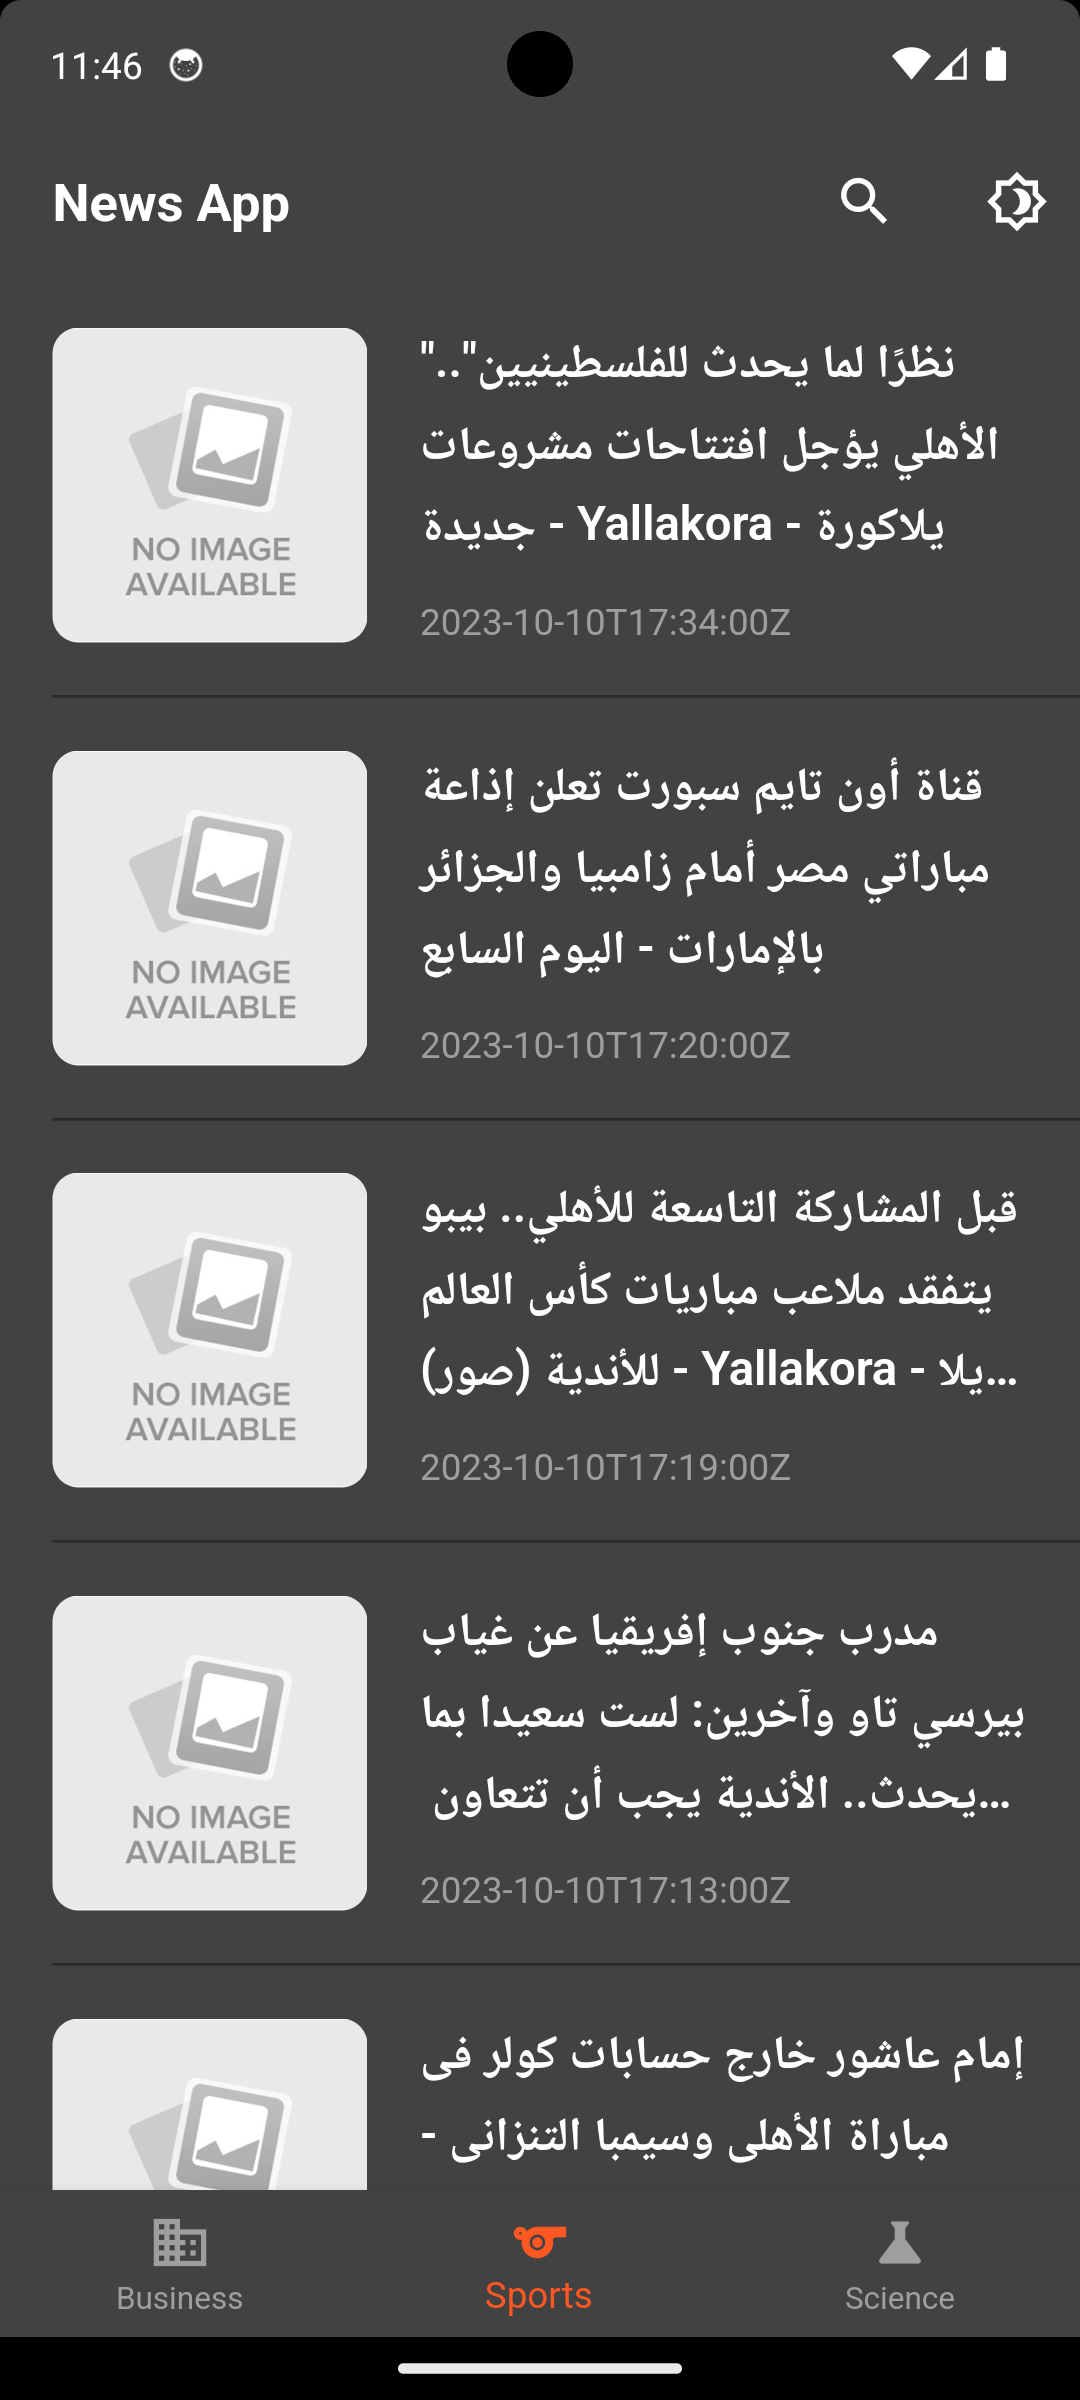 11:46
News App
"نظرًا لما يحدث للفلسطينيين"..
الأهلي يؤجل افتتاحات مشروعات
جديدة - Yallakora - يلاكورة
2023-10-10T17:34:00Z
NO IMAGE
AVAILABLE
قناة أون تايم سبورت تعلن إذاعة
مباراتي مصر أمام زامبيا والجزائر
بالإمارات - اليوم السابع
2023-10-10T17:20:00Z
NO IMAGE
AVAILABLE
قبل المشاركة التاسعة للأهلي.. بيبو
يتفقد ملاعب مباريات كأس العالم
للأندية (صور) - Yallakora - يلا...
2023-10-10T17:19:00Z
NO IMAGE
AVAILABLE
مدرب جنوب إفريقيا عن غياب
بيرسي تاو وآخرين: لست سعيدا بما
يحدث.. الأندية يجب أن تتعاون...
2023-10-10T17:13:00Z
NO IMAGE
AVAILABLE
إمام عاشور خارج حسابات كولر فى
مباراة الأهلى وسيمبا التنزانى -
Business
Sports
Science